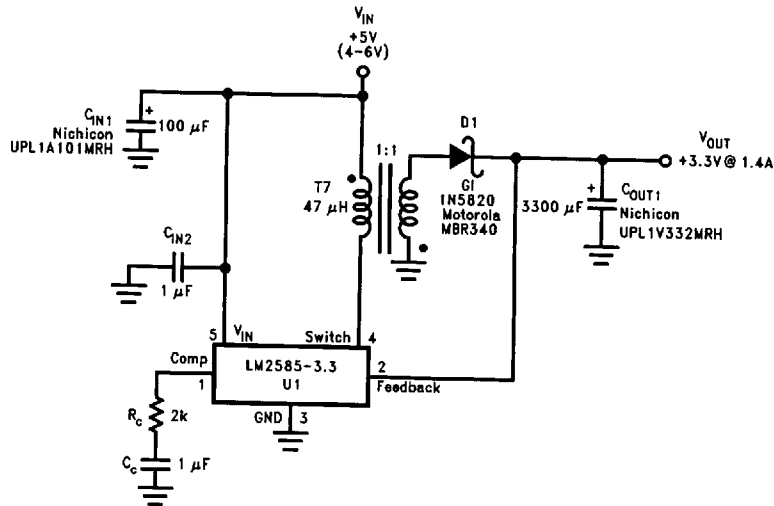 V_IN
+5V
(4–6V)
C_IN1
Nichicon
UPL1A101MRH
+
100 µF
D1
1:1
V_OUT
+3.3V@ 1.4A
T7
47 µH
GI
1N5820
Motorola
MBR340
3300 µF
+
C_OUT1
Nichicon
UPL1V332MRH
C_IN2
1 µF
5
V_IN
Switch
4
Comp
1
LM2585-3.3
U1
2
Feedback
GND
3
R_c
2k
C_c
1 µF